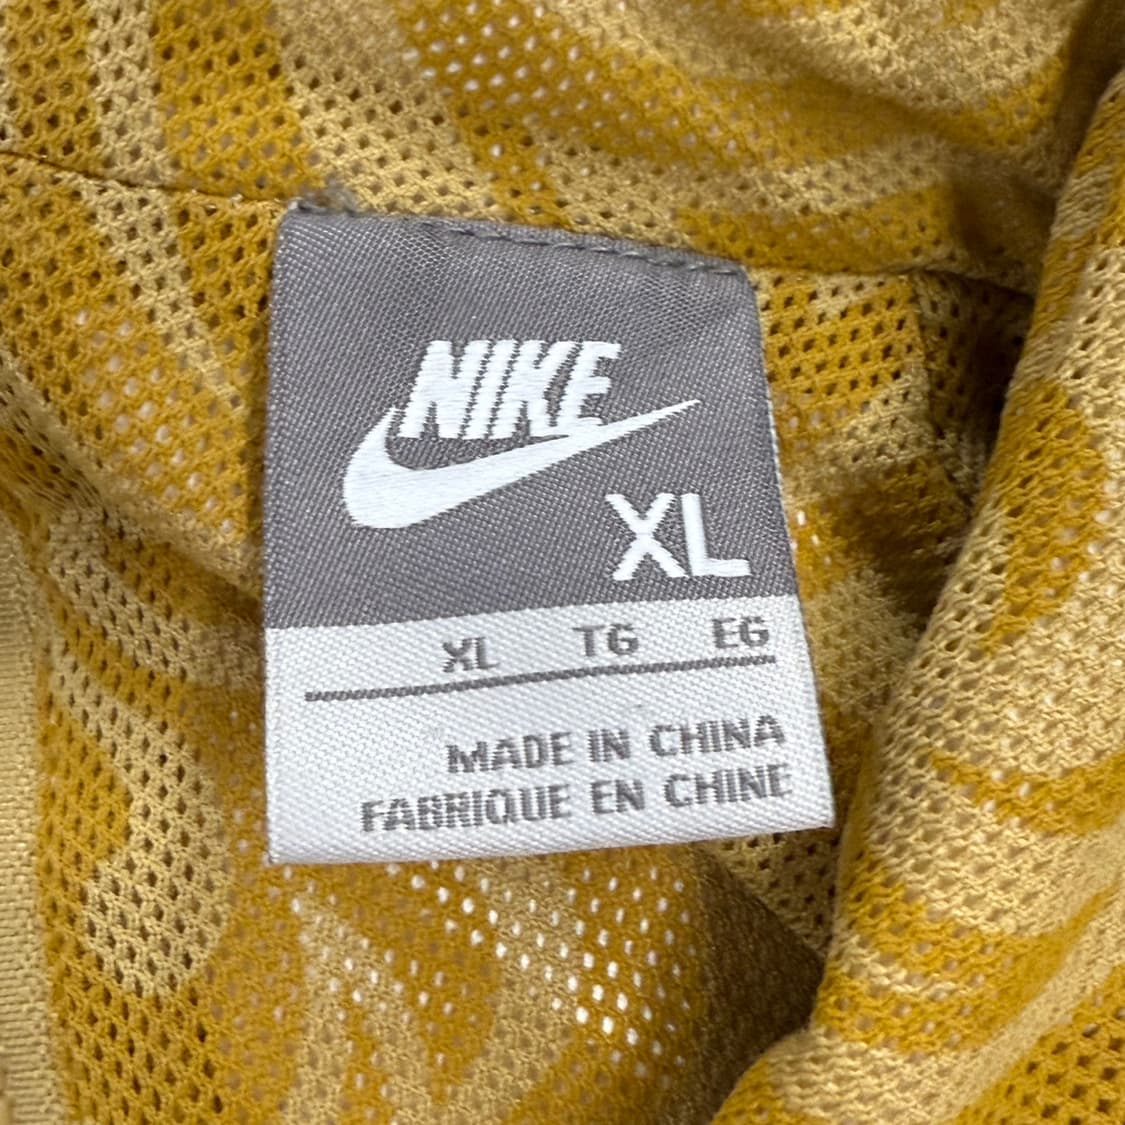 NIKE
XL
XL TG EG
MADE IN CHINA
FABRIQUE EN CHINE